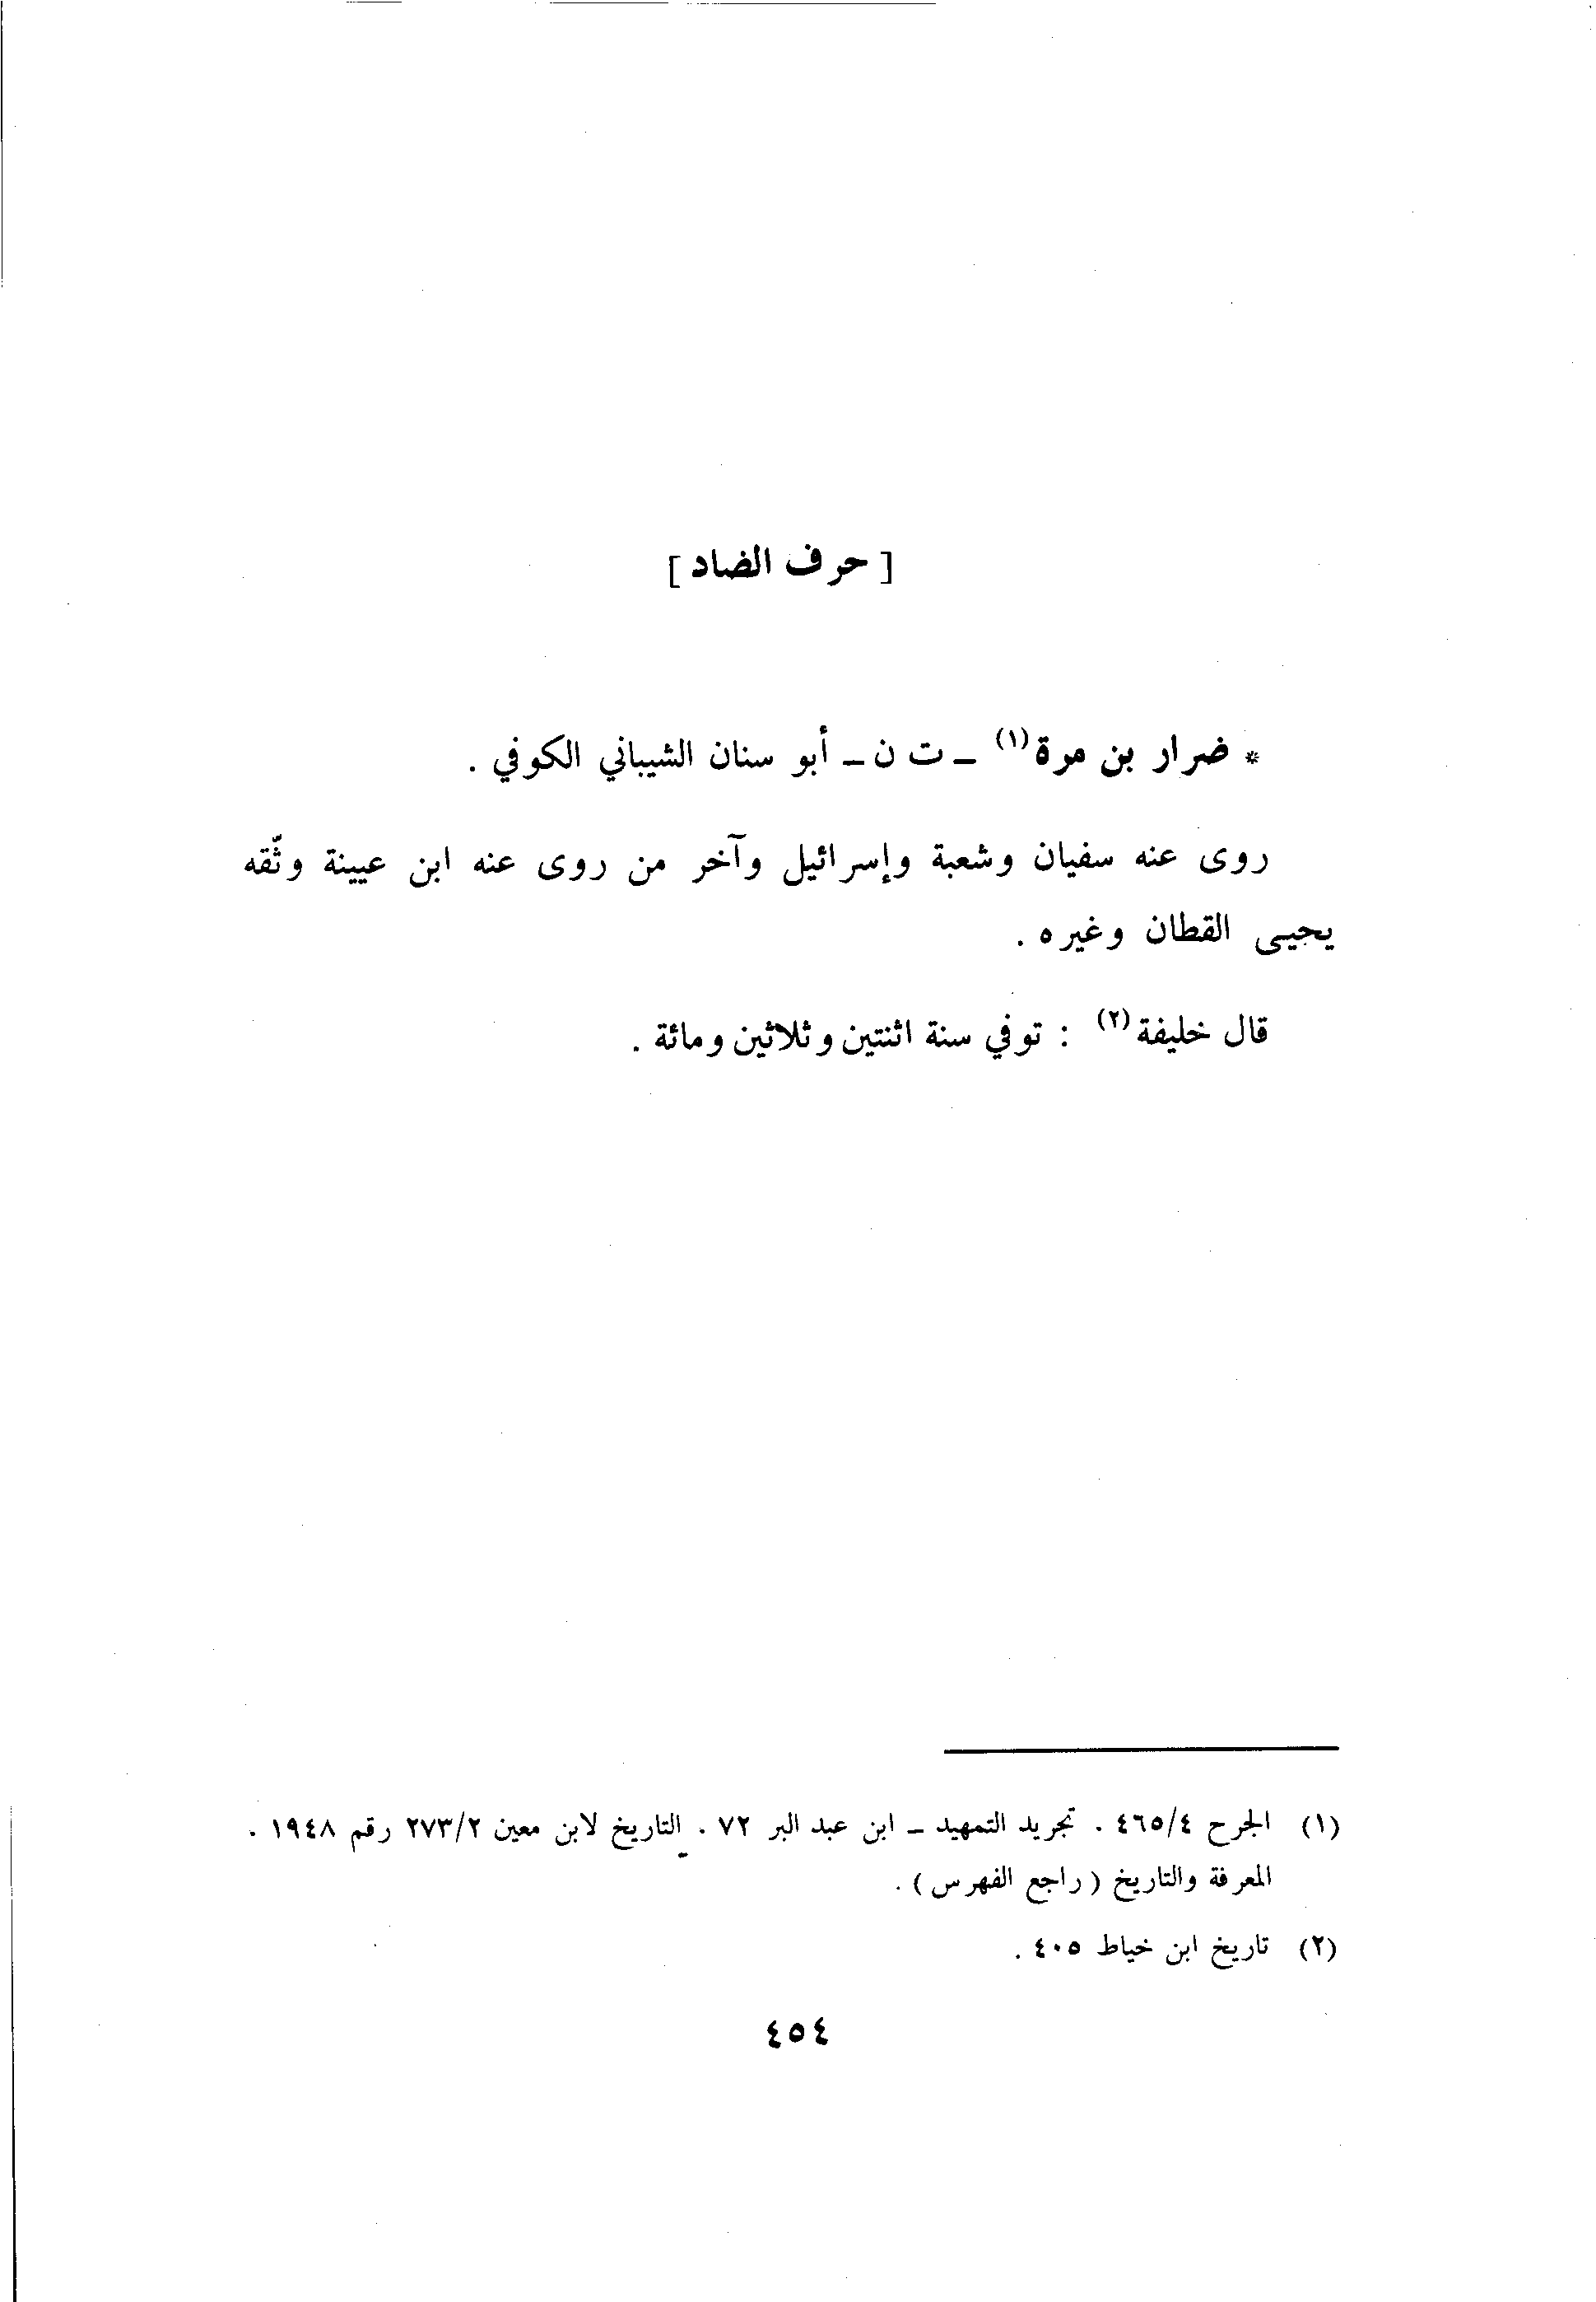 [ حرف الضاد ]
* ضرار بن مرة(١) ـ ت ن ـ أبو سنان الشيباني الكوفي .
روى عنه سفيان وشعبة وإسرائيل وآخر من روى عنه ابن عيينة وثّقه
يحيى القطان وغيره .
قال خليفة(٢) : توفي سنة اثنتين وثلاثين ومائة .
(١) الجرح ٤٦٥/٤ . تجريد التمهيد ـ ابن عبد البر ٧٢ . التاريخ لابن معين ٢٧٣/٢ رقم ١٩٤٨ .
المعرفة والتاريخ ( راجع الفهرس ) .
(٢) تاريخ ابن خياط ٤٠٥ .
٤٥٤